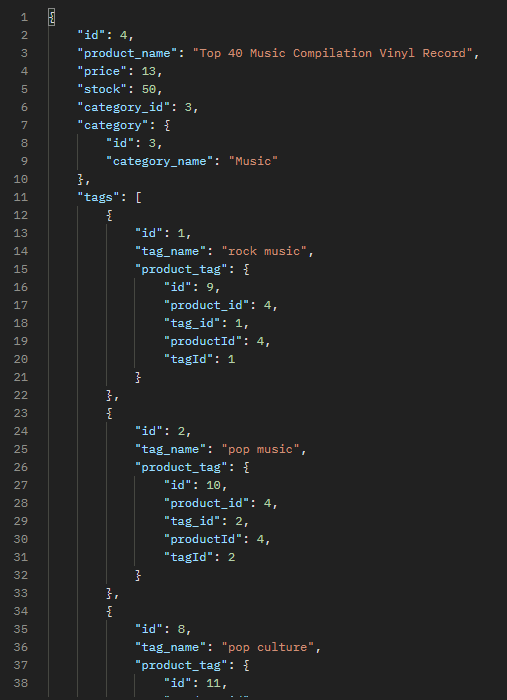 1 {
2 "id": 4,
3 "product_name": "Top 40 Music Compilation Vinyl Record",
4 "price": 13,
5 "stock": 50,
6 "category_id": 3,
7 "category": {
8 "id": 3,
9 "category_name": "Music"
10 },
11 "tags": [
12 {
13 "id": 1,
14 "tag_name": "rock music",
15 "product_tag": {
16 "id": 9,
17 "product_id": 4,
18 "tag_id": 1,
19 "productId": 4,
20 "tagId": 1
21 }
22 },
23 {
24 "id": 2,
25 "tag_name": "pop music",
26 "product_tag": {
27 "id": 10,
28 "product_id": 4,
29 "tag_id": 2,
30 "productId": 4,
31 "tagId": 2
32 }
33 },
34 {
35 "id": 8,
36 "tag_name": "pop culture",
37 "product_tag": {
38 "id": 11,